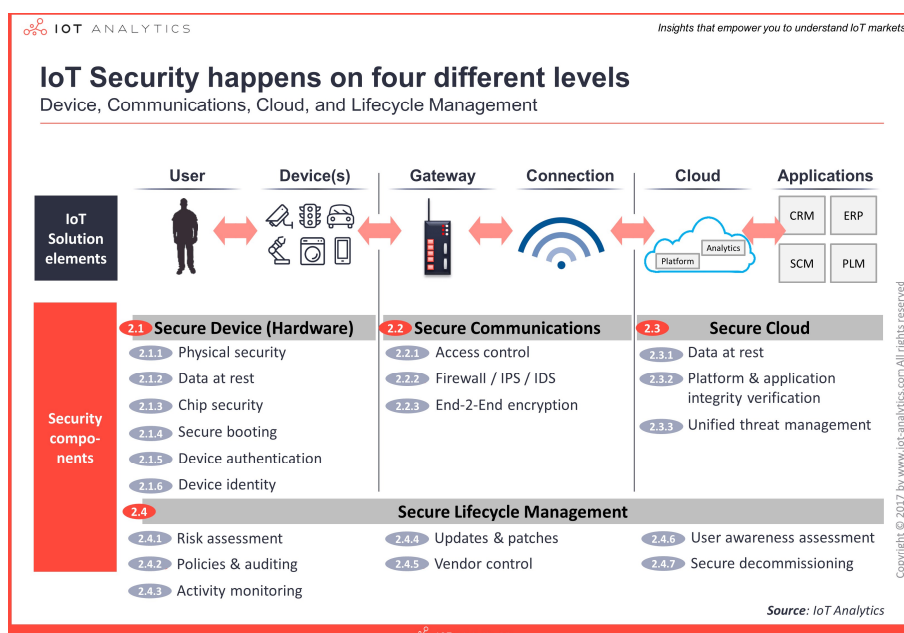 IOT ANALYTICS
Insights that empower you to understand IoT markets
IoT Security happens on four different levels
Device, Communications, Cloud, and Lifecycle Management
User
Device(s)
Gateway
Connection
Cloud
Applications
IoT
Solution
elements
Platform
Analytics
CRM
ERP
SCM
PLM
Security
compo-
nents
2.1 Secure Device (Hardware)
2.1.1 Physical security
2.1.2 Data at rest
2.1.3 Chip security
2.1.4 Secure booting
2.1.5 Device authentication
2.1.6 Device identity
2.2 Secure Communications
2.2.1 Access control
2.2.2 Firewall / IPS / IDS
2.2.3 End-2-End encryption
2.3 Secure Cloud
2.3.1 Data at rest
2.3.2 Platform & application
integrity verification
2.3.3 Unified threat management
2.4 Secure Lifecycle Management
2.4.1 Risk assessment
2.4.2 Policies & auditing
2.4.3 Activity monitoring
2.4.4 Updates & patches
2.4.5 Vendor control
2.4.6 User awareness assessment
2.4.7 Secure decommissioning
Source: IoT Analytics
Copyright © 2017 by www.iot-analytics.com All rights reserved